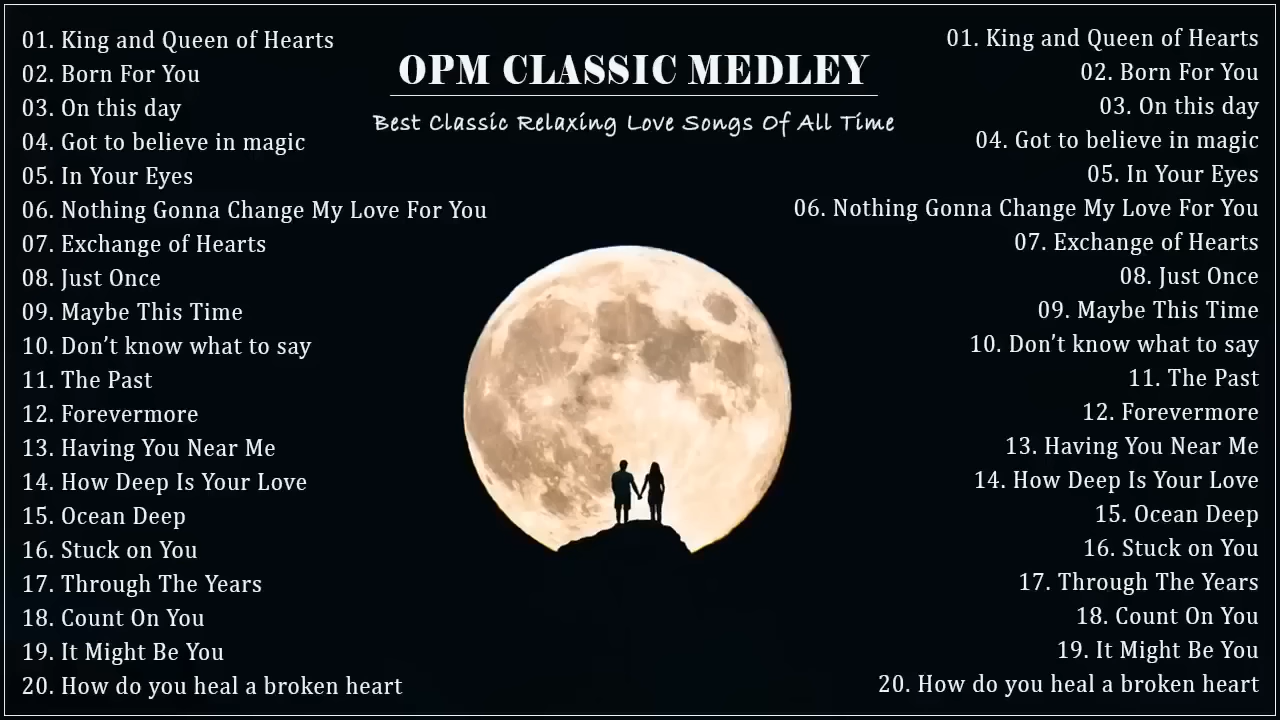 OPM CLASSIC MEDLEY
Best Classic Relaxing Love Songs Of All Time
01. King and Queen of Hearts
02. Born For You
03. On this day
04. Got to believe in magic
05. In Your Eyes
06. Nothing Gonna Change My Love For You
07. Exchange of Hearts
08. Just Once
09. Maybe This Time
10. Don’t know what to say
11. The Past
12. Forevermore
13. Having You Near Me
14. How Deep Is Your Love
15. Ocean Deep
16. Stuck on You
17. Through The Years
18. Count On You
19. It Might Be You
20. How do you heal a broken heart
01. King and Queen of Hearts
02. Born For You
03. On this day
04. Got to believe in magic
05. In Your Eyes
06. Nothing Gonna Change My Love For You
07. Exchange of Hearts
08. Just Once
09. Maybe This Time
10. Don’t know what to say
11. The Past
12. Forevermore
13. Having You Near Me
14. How Deep Is Your Love
15. Ocean Deep
16. Stuck on You
17. Through The Years
18. Count On You
19. It Might Be You
20. How do you heal a broken heart